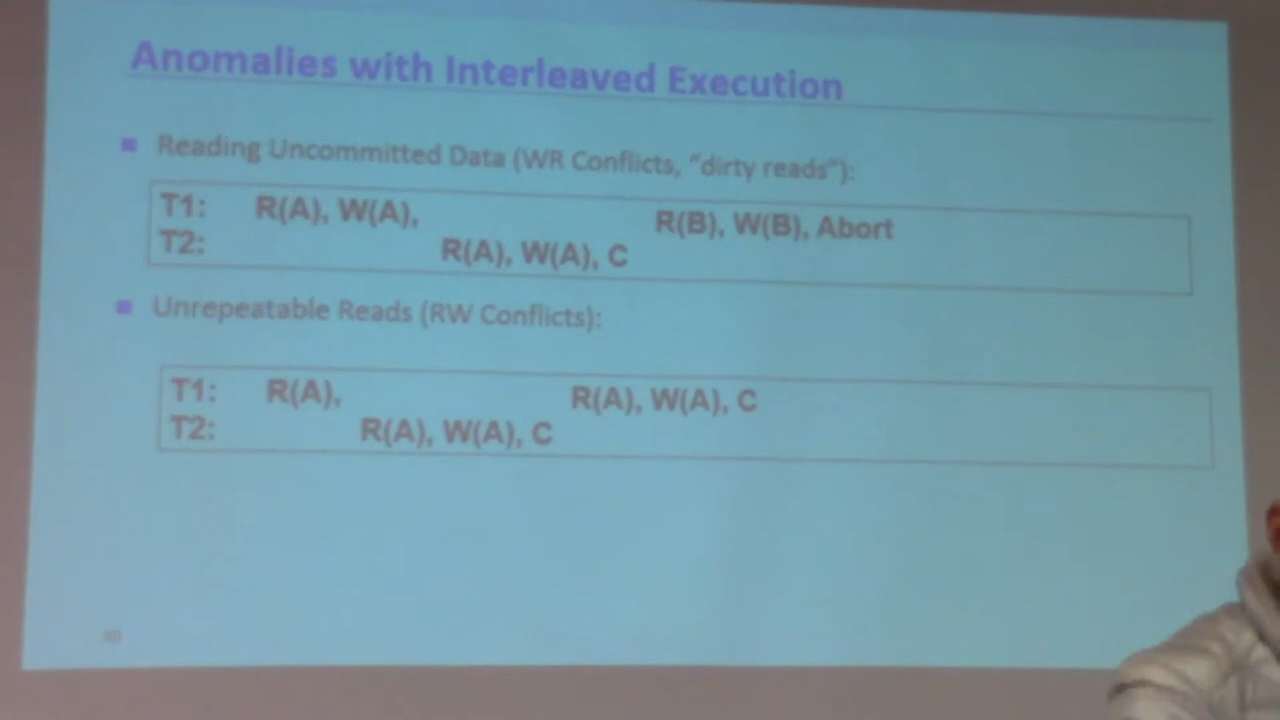 Anomalies with Interleaved Execution
Reading Uncommitted Data (WR Conflicts, “dirty reads”):
T1: R(A), W(A), R(B), W(B), Abort
T2: R(A), W(A), C
Unrepeatable Reads (RW Conflicts):
T1: R(A), R(A), W(A), C
T2: R(A), W(A), C